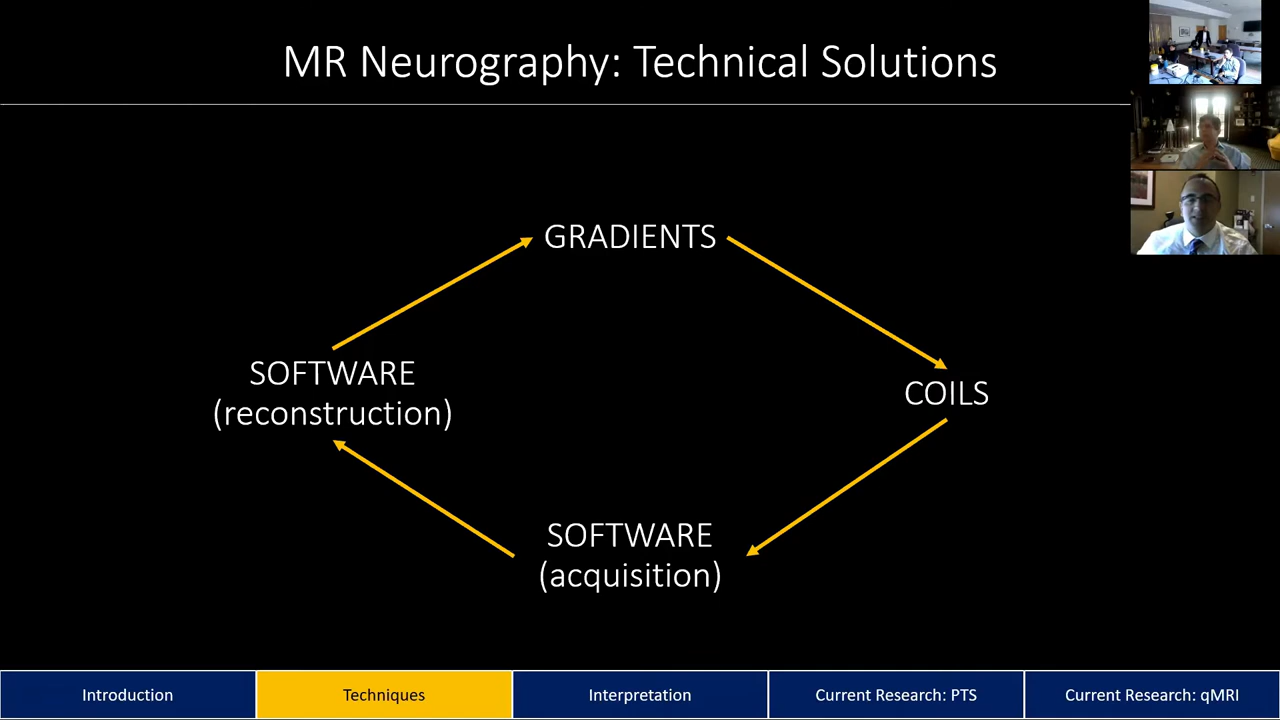 MR Neurography: Technical Solutions
GRADIENTS
SOFTWARE
(reconstruction)
COILS
SOFTWARE
(acquisition)
Introduction
Techniques
Interpretation
Current Research: PTS
Current Research: qMRI